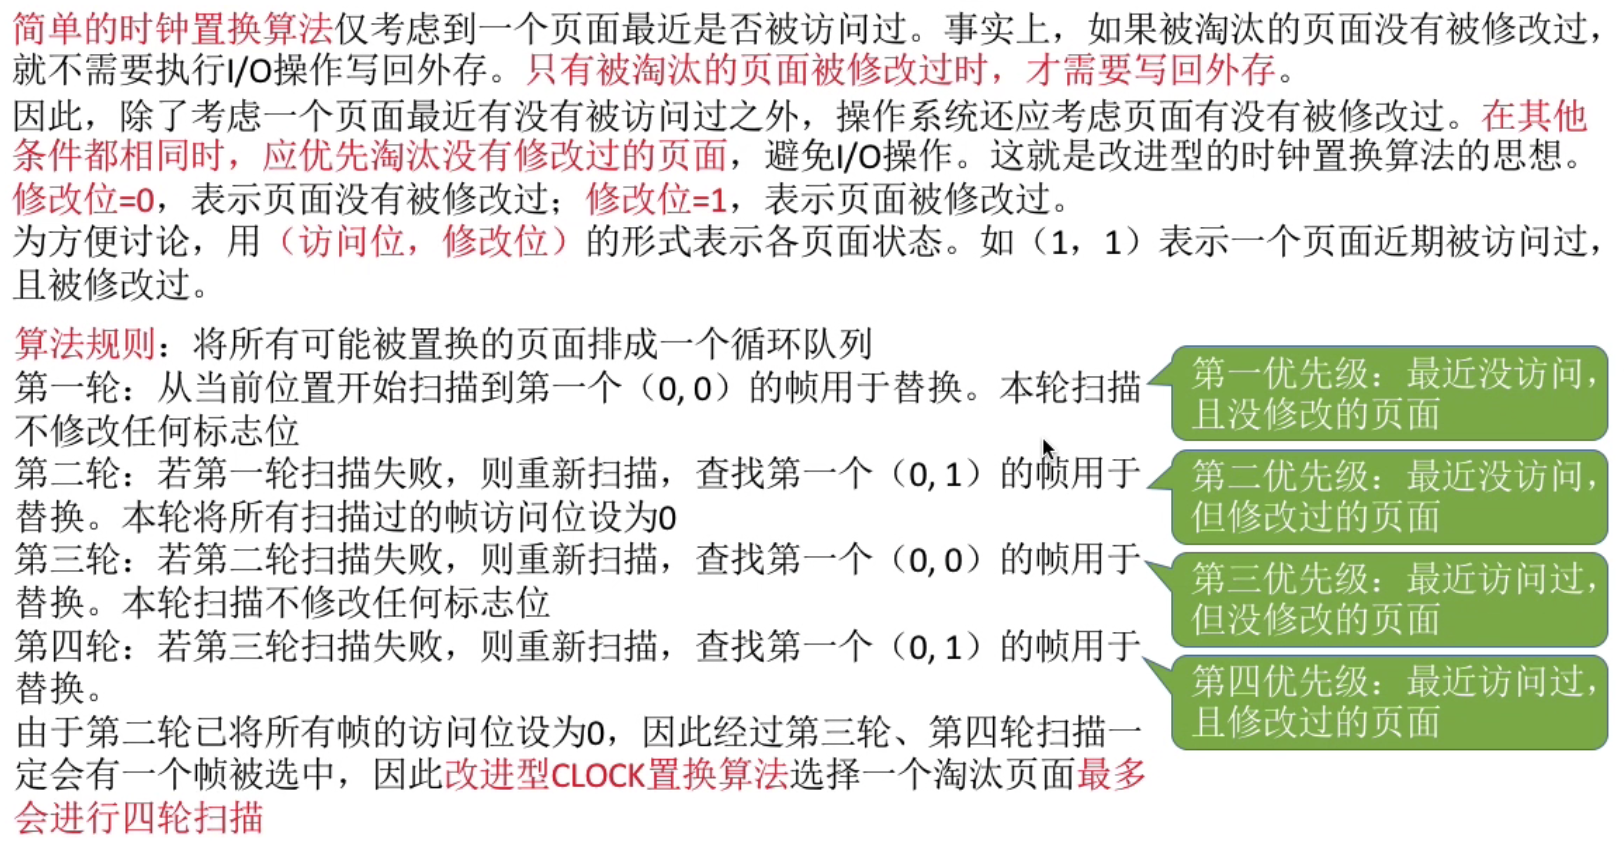 简单的时钟置换算法仅考虑到一个页面最近是否被访问过。事实上，如果被淘汰的页面没有被修改过，
就不需要执行I/O操作写回外存。只有被淘汰的页面被修改过时，才需要写回外存。
因此，除了考虑一个页面最近有没有被访问过之外，操作系统还应考虑页面有没有被修改过。在其他
条件都相同时，应优先淘汰没有修改过的页面，避免I/O操作。这就是改进型的时钟置换算法的思想。
修改位=0，表示页面没有被修改过；修改位=1，表示页面被修改过。
为方便讨论，用（访问位，修改位）的形式表示各页面状态。如（1，1）表示一个页面近期被访问过，
且被修改过。
算法规则：将所有可能被置换的页面排成一个循环队列
第一轮：从当前位置开始扫描到第一个（0, 0）的帧用于替换。本轮扫描
不修改任何标志位
第二轮：若第一轮扫描失败，则重新扫描，查找第一个（0, 1）的帧用于
替换。本轮将所有扫描过的帧访问位设为0
第三轮：若第二轮扫描失败，则重新扫描，查找第一个（0, 0）的帧用于
替换。本轮扫描不修改任何标志位
第四轮：若第三轮扫描失败，则重新扫描，查找第一个（0, 1）的帧用于
替换。
由于第二轮已将所有帧的访问位设为0，因此经过第三轮、第四轮扫描一
定会有一个帧被选中，因此改进型CLOCK置换算法选择一个淘汰页面最多
会进行四轮扫描
第一优先级：最近没访问，
且没修改的页面
第二优先级：最近没访问，
但修改过的页面
第三优先级：最近访问过，
但没修改的页面
第四优先级：最近访问过，
且修改过的页面